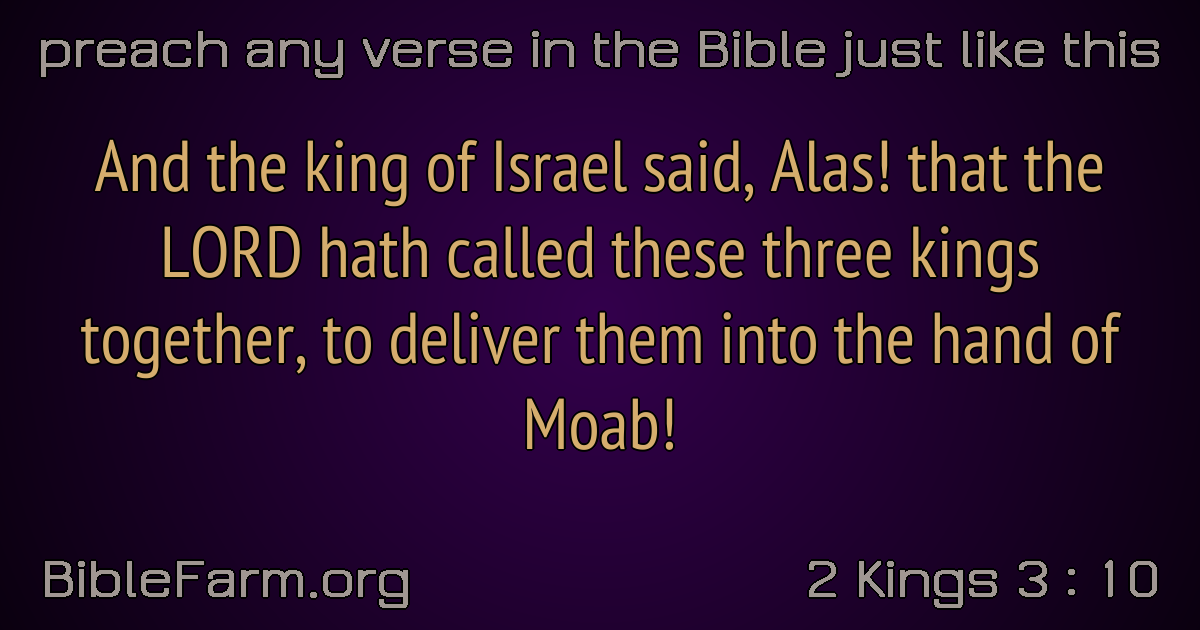 preach any verse in the Bible just like this
And the king of Israel said, Alas! that the
LORD hath called these three kings
together, to deliver them into the hand of
Moab!
BibleFarm.org
2 Kings 3 : 10